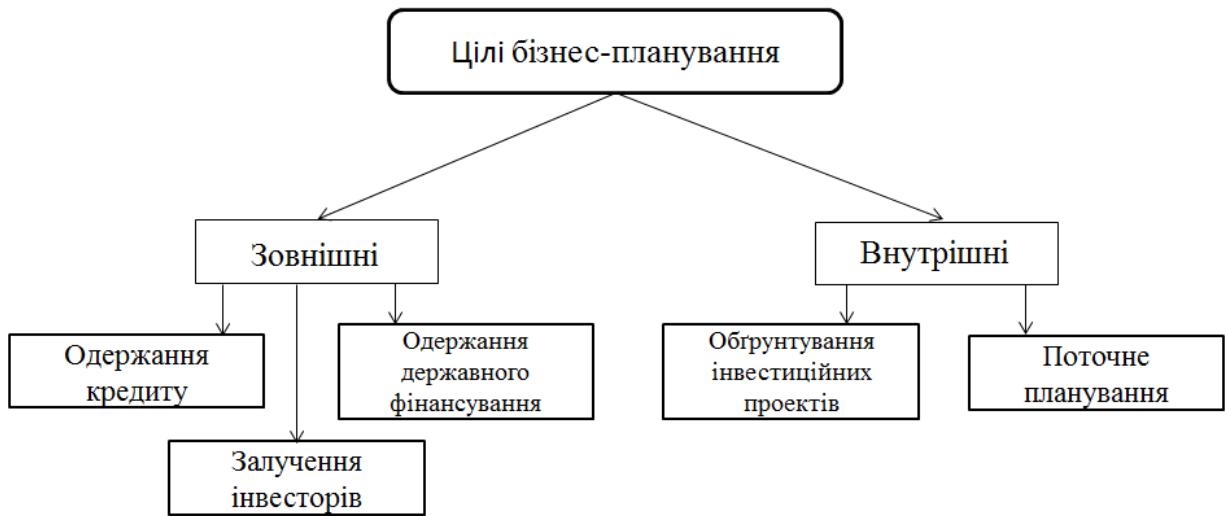 Цілі бізнес-планування
Зовнішні
Внутрішні
Одержання
кредиту
Залучення
інвесторів
Одержання
державного
фінансування
Обґрунтування
інвестиційних
проектів
Поточне
планування